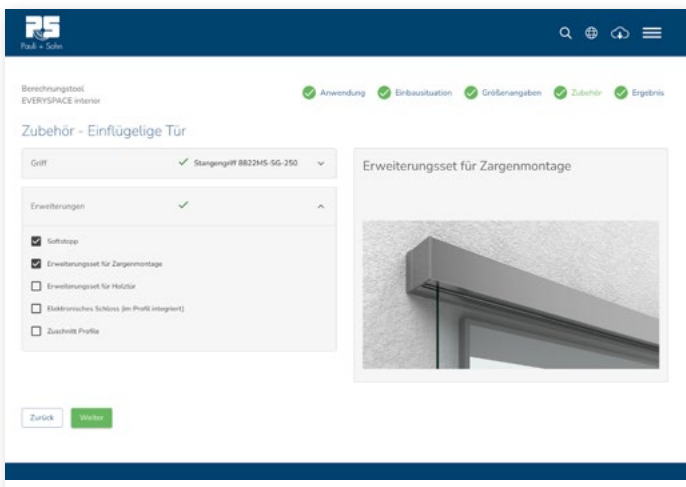 PS
Pauli + Sohn
Berechnungstool
EVERYSPACE interior
Anwendung
Einbausituation
Größenangaben
Zubehör
Ergebnis
Zubehör - Einflügelige Tür
Griff
Stangengriff 8822MS-SG-250
Erweiterungen
Softstopp
Erweiterungsset für Zargenmontage
Erweiterungsset für Holztür
Elektronisches Schloss (im Profil integriert)
Zuschnitt Profile
Erweiterungsset für Zargenmontage
Zurück
Weiter